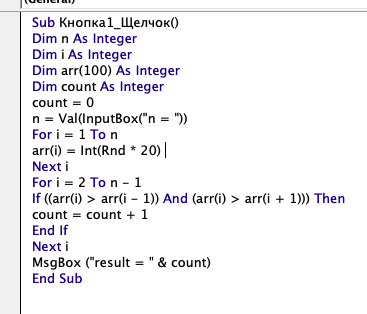 Sub Кнопка1_Щелчок()
Dim n As Integer
Dim i As Integer
Dim arr(100) As Integer
Dim count As Integer
count = 0
n = Val(InputBox("n = "))
For i = 1 To n
arr(i) = Int(Rnd * 20)
Next i
For i = 2 To n - 1
If ((arr(i) > arr(i - 1)) And (arr(i) > arr(i + 1))) Then
count = count + 1
End If
Next i
MsgBox ("result = " & count)
End Sub